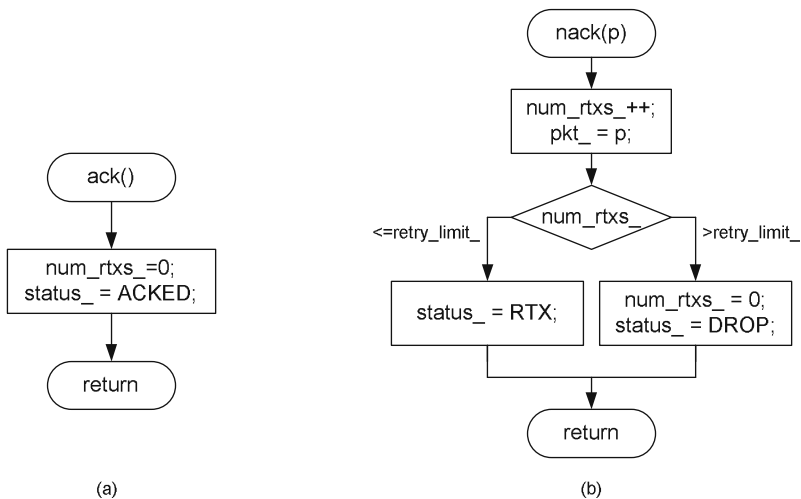 ack()
num_rtxs_=0;
status_ = ACKED;
return
(a)
nack(p)
num_rtxs_++;
pkt_ = p;
num_rtxs_
<=retry_limit_
>retry_limit_
status_ = RTX;
num_rtxs_ = 0;
status_ = DROP;
return
(b)